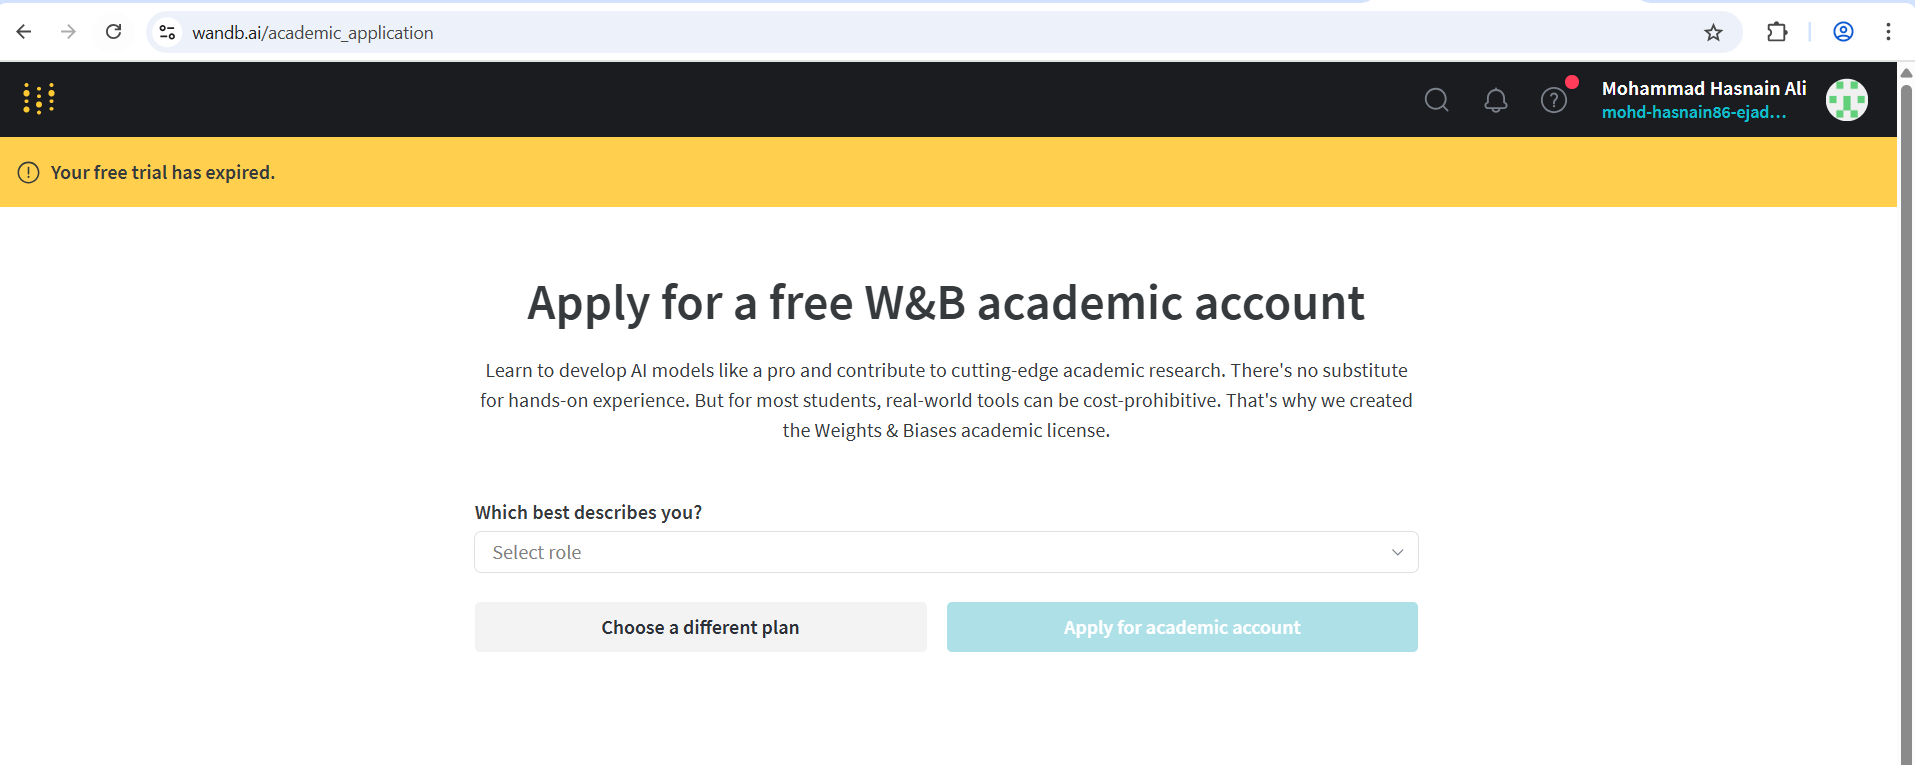 wandb.ai/academic_application
Mohammad Hasnain Ali
mohd-hasnain86-ejad...
Your free trial has expired.
Apply for a free W&B academic account
Learn to develop AI models like a pro and contribute to cutting-edge academic research. There's no substitute
for hands-on experience. But for most students, real-world tools can be cost-prohibitive. That's why we created
the Weights & Biases academic license.
Which best describes you?
Select role
Choose a different plan
Apply for academic account